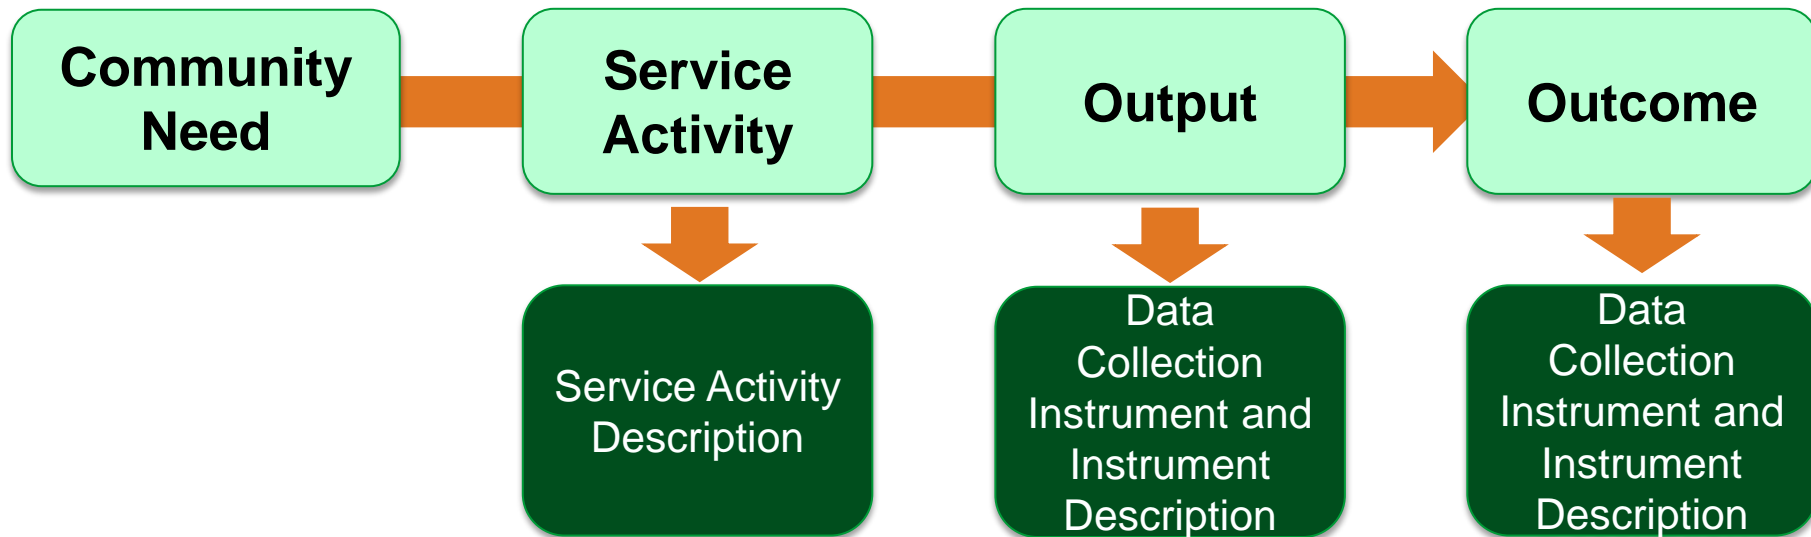 Community
Need
Service
Activity
Output
Outcome
Service Activity
Description
Data
Collection
Instrument and
Instrument
Description
Data
Collection
Instrument and
Instrument
Description